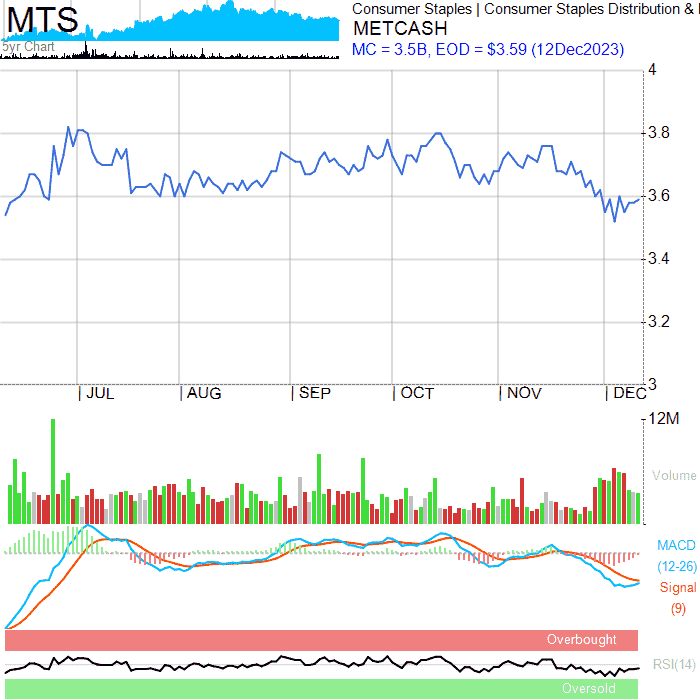 MTS
Consumer Staples | Consumer Staples Distribution &
METCASH
5yr Chart
MC = 3.5B, EOD = $3.59 (12Dec2023)
4
3.8
3.6
3.4
3.2
3
JUL
AUG
SEP
OCT
NOV
DEC
12M
Volume
MACD
(12-26)
Signal
(9)
Overbought
RSI(14)
Oversold